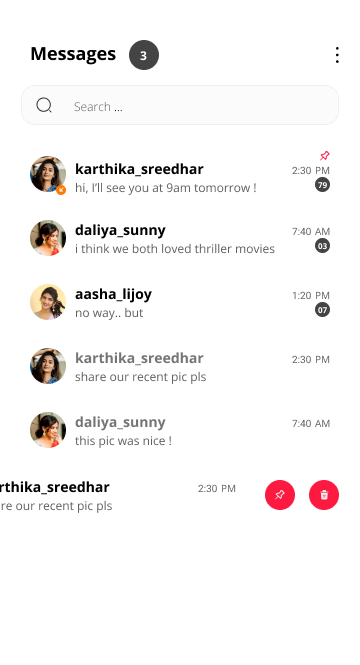 Messages 3
Search ...
karthika_sreedhar 2:30 PM
hi, I'll see you at 9am tomorrow ! 79
daliya_sunny 7:40 AM
i think we both loved thriller movies 03
aasha_lijoy 1:20 PM
no way.. but 07
karthika_sreedhar 2:30 PM
share our recent pic pls
daliya_sunny 7:40 AM
this pic was nice !
rthika_sreedhar 2:30 PM
re our recent pic pls